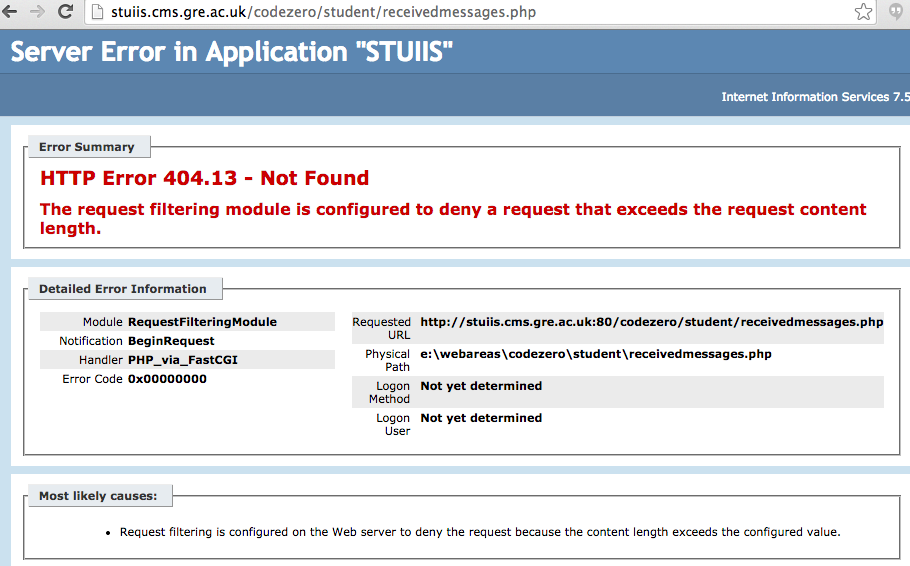 stuiis.cms.gre.ac.uk/codezero/student/receivedmessages.php
Server Error in Application "STUIIS"
Internet Information Services 7.5
Error Summary
HTTP Error 404.13 - Not Found
The request filtering module is configured to deny a request that exceeds the request content
length.
Detailed Error Information
Module RequestFilteringModule
Notification BeginRequest
Handler PHP_via_FastCGI
Error Code 0x00000000
Requested URL http://stuiis.cms.gre.ac.uk:80/codezero/student/receivedmessages.php
Physical Path e:\webareas\codezero\student\receivedmessages.php
Logon Method Not yet determined
Logon User Not yet determined
Most likely causes:
• Request filtering is configured on the Web server to deny the request because the content length exceeds the configured value.